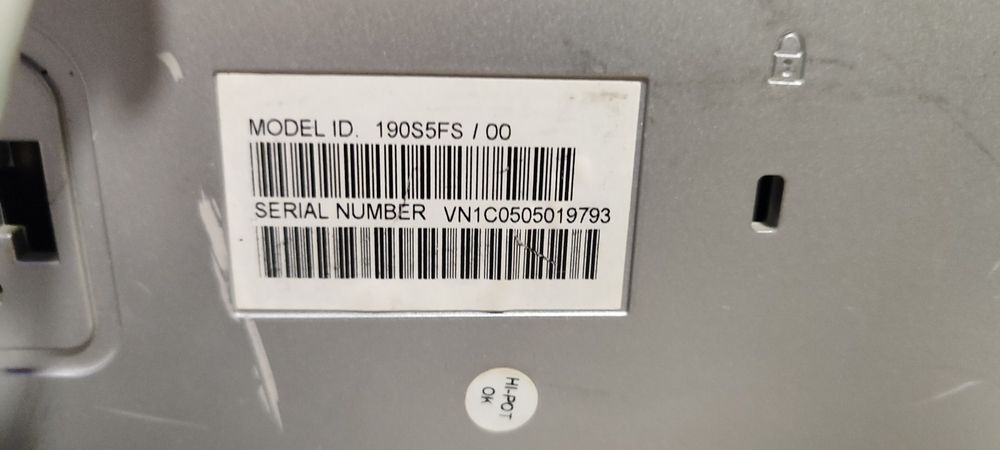 MODEL ID. 190S5FS / 00
SERIAL NUMBER VN1C0505019793
HI-POT
OK